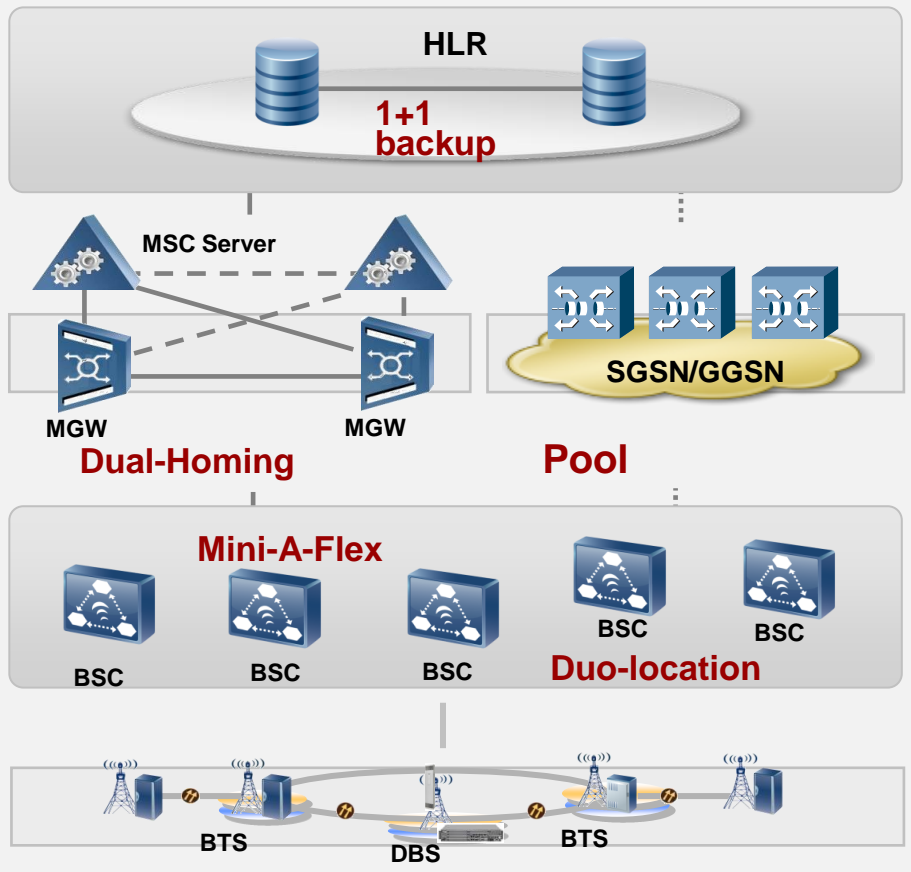 HLR
1+1
backup
MSC Server
SGSN/GGSN
MGW
MGW
Dual-Homing
Pool
Mini-A-Flex
BSC
BSC
BSC
BSC
BSC
Duo-location
BTS
DBS
BTS